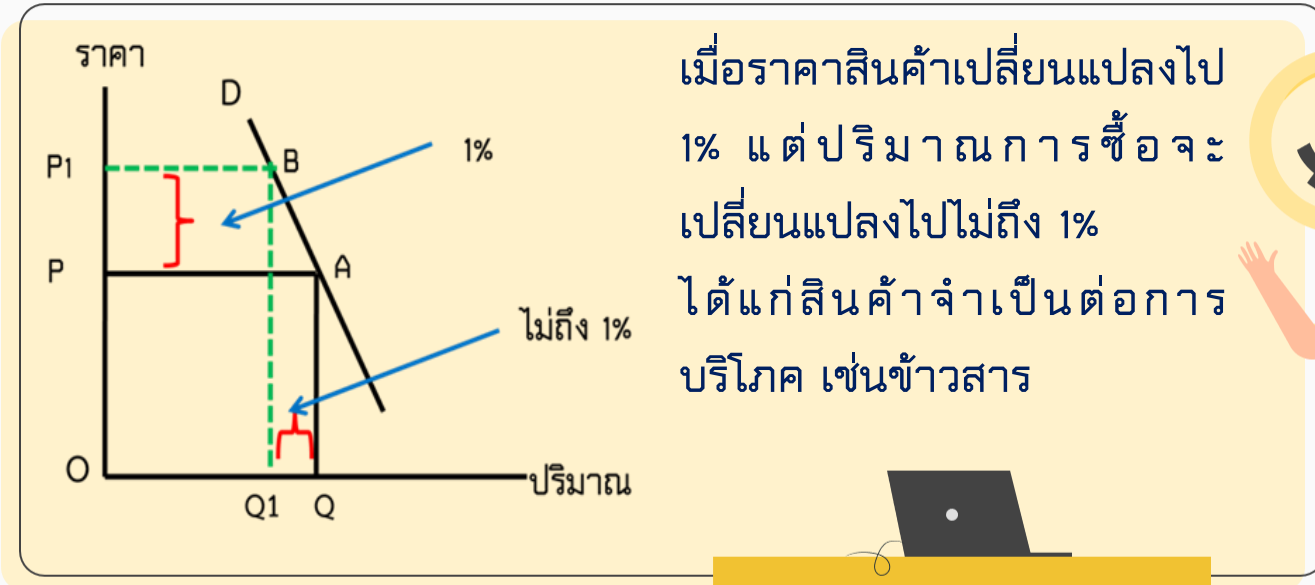 ราคา
D
P1
B
1%
P
A
ไม่ถึง 1%
O
ปริมาณ
Q1
Q
เมื่อราคาสินค้าเปลี่ยนแปลงไป
1% แต่ปริมาณการซื้อจะ
เปลี่ยนแปลงไปไม่ถึง 1%
ได้แก่สินค้าจำเป็นต่อการ
บริโภค เช่นข้าวสาร